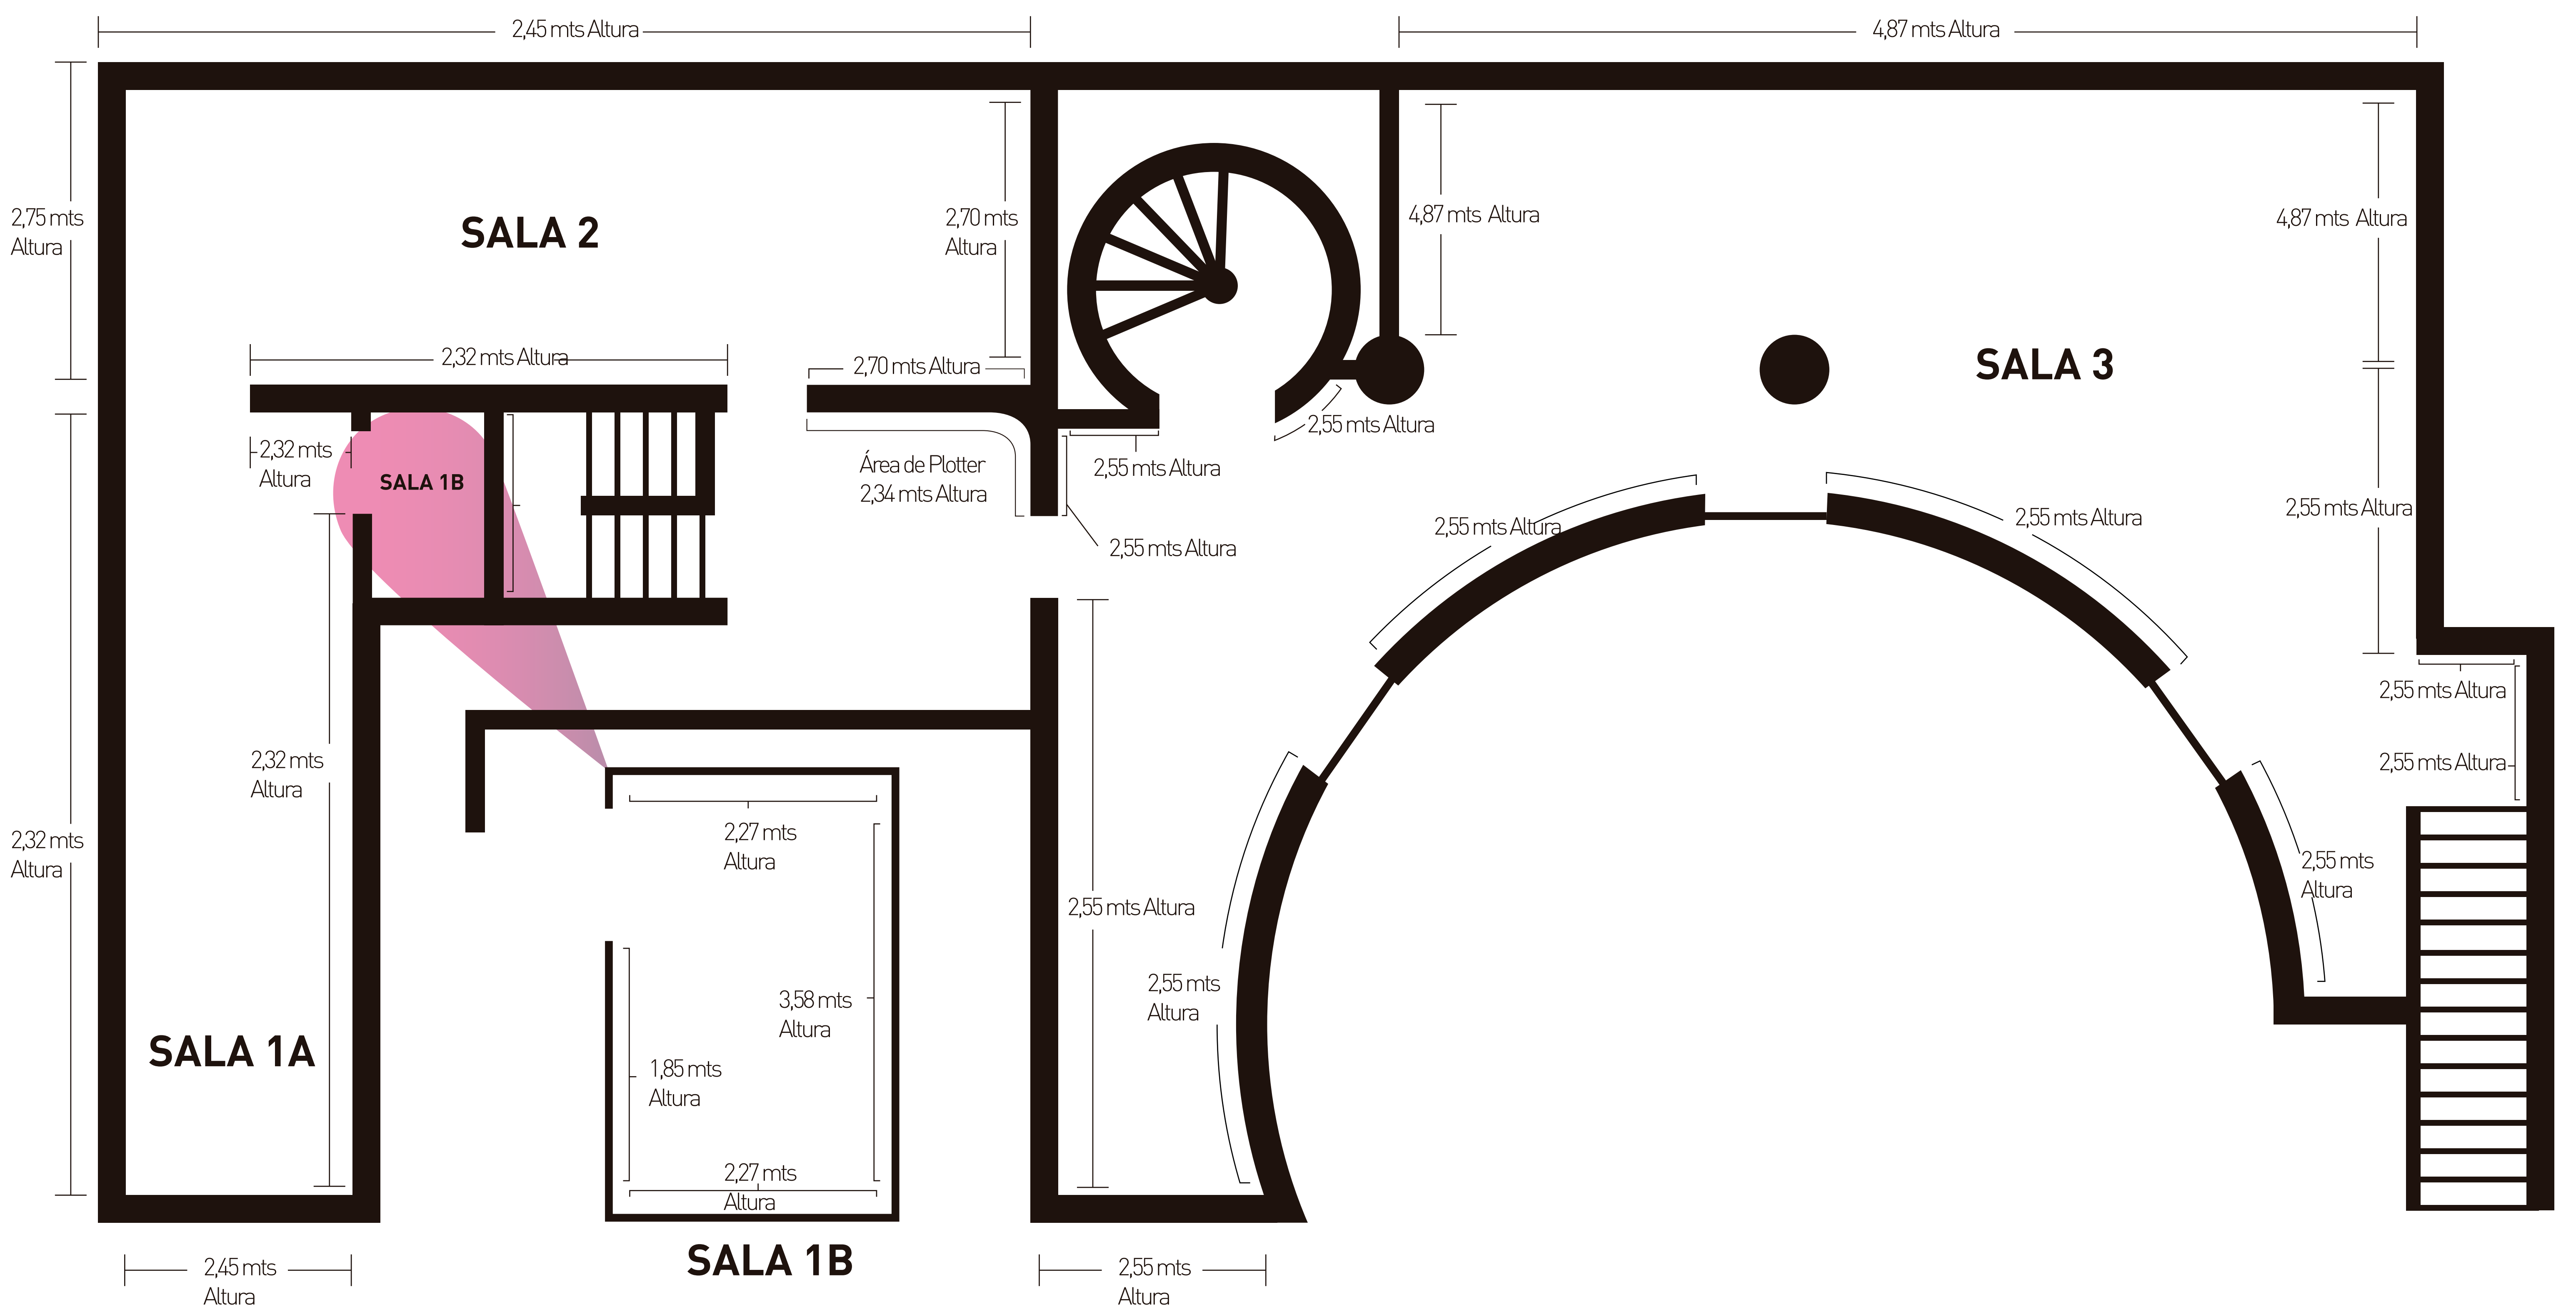 2,45 mts Altura
4,87 mts Altura
2,75 mts
Altura
SALA 2
2,70 mts
Altura
4,87 mts Altura
4,87 mts Altura
2,32 mts Altura
2,70 mts Altura
SALA 3
2,55 mts Altura
2,32 mts
Altura
SALA 1B
Área de Plotter
2,34 mts Altura
2,55 mts Altura
2,55 mts Altura
2,55 mts Altura
2,55 mts Altura
2,55 mts Altura
2,55 mts Altura
2,32 mts
Altura
2,55 mts Altura
2,32 mts
Altura
2,27 mts
Altura
2,55 mts
Altura
2,55 mts Altura
3,58 mts
Altura
2,55 mts
Altura
SALA 1A
1,85 mts
Altura
2,27 mts
Altura
SALA 1B
2,45 mts
Altura
2,55 mts
Altura